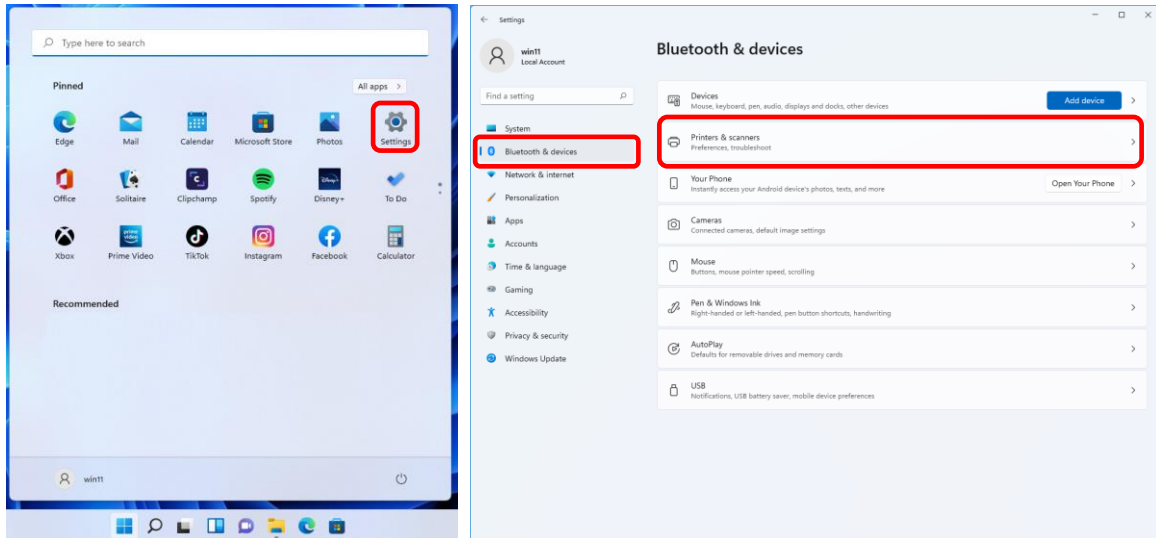 Type here to search
Pinned
All apps >
Edge
Mail
Calendar
Microsoft Store
Photos
Settings
Office
Solitaire
Clipchamp
Spotify
Disney+
To Do
Xbox
Prime Video
TikTok
Instagram
Facebook
Calculator
Recommended
win11
Settings
win11
Local Account
Find a setting
System
Bluetooth & devices
Network & internet
Personalization
Apps
Accounts
Time & language
Gaming
Accessibility
Privacy & security
Windows Update
Bluetooth & devices
Devices
Mouse, keyboard, pen, audio, displays and docks, other devices
Add device
Printers & scanners
Preferences, troubleshoot
Your Phone
Instantly access your Android device's photos, texts, and more
Open Your Phone
Cameras
Connected cameras, default image settings
Mouse
Buttons, mouse pointer speed, scrolling
Pen & Windows Ink
Right-handed or left-handed, pen button shortcuts, handwriting
AutoPlay
Defaults for removable drives and memory cards
USB
Notifications, USB battery saver, mobile device preferences